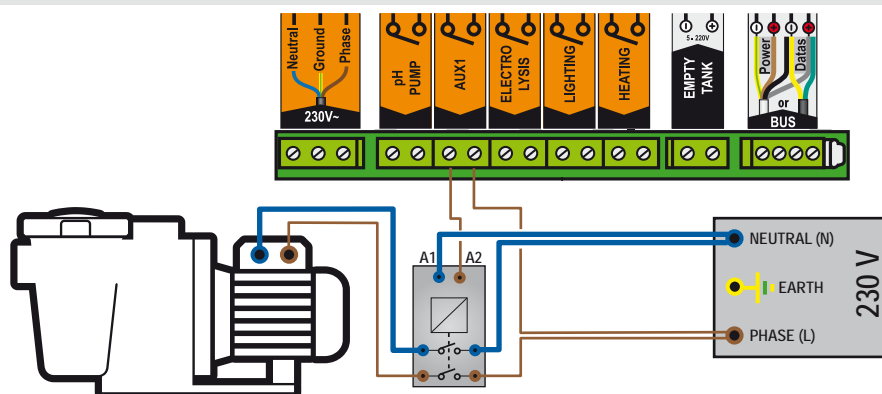 Neutral
Ground
Phase
230V~
pH
PUMP
AUX1
ELECTRO
LYSIS
LIGHTING
HEATING
5 - 220V
EMPTY
TANK
Power
Datas
or
BUS
A1 A2
NEUTRAL (N)
EARTH
PHASE (L)
230 V